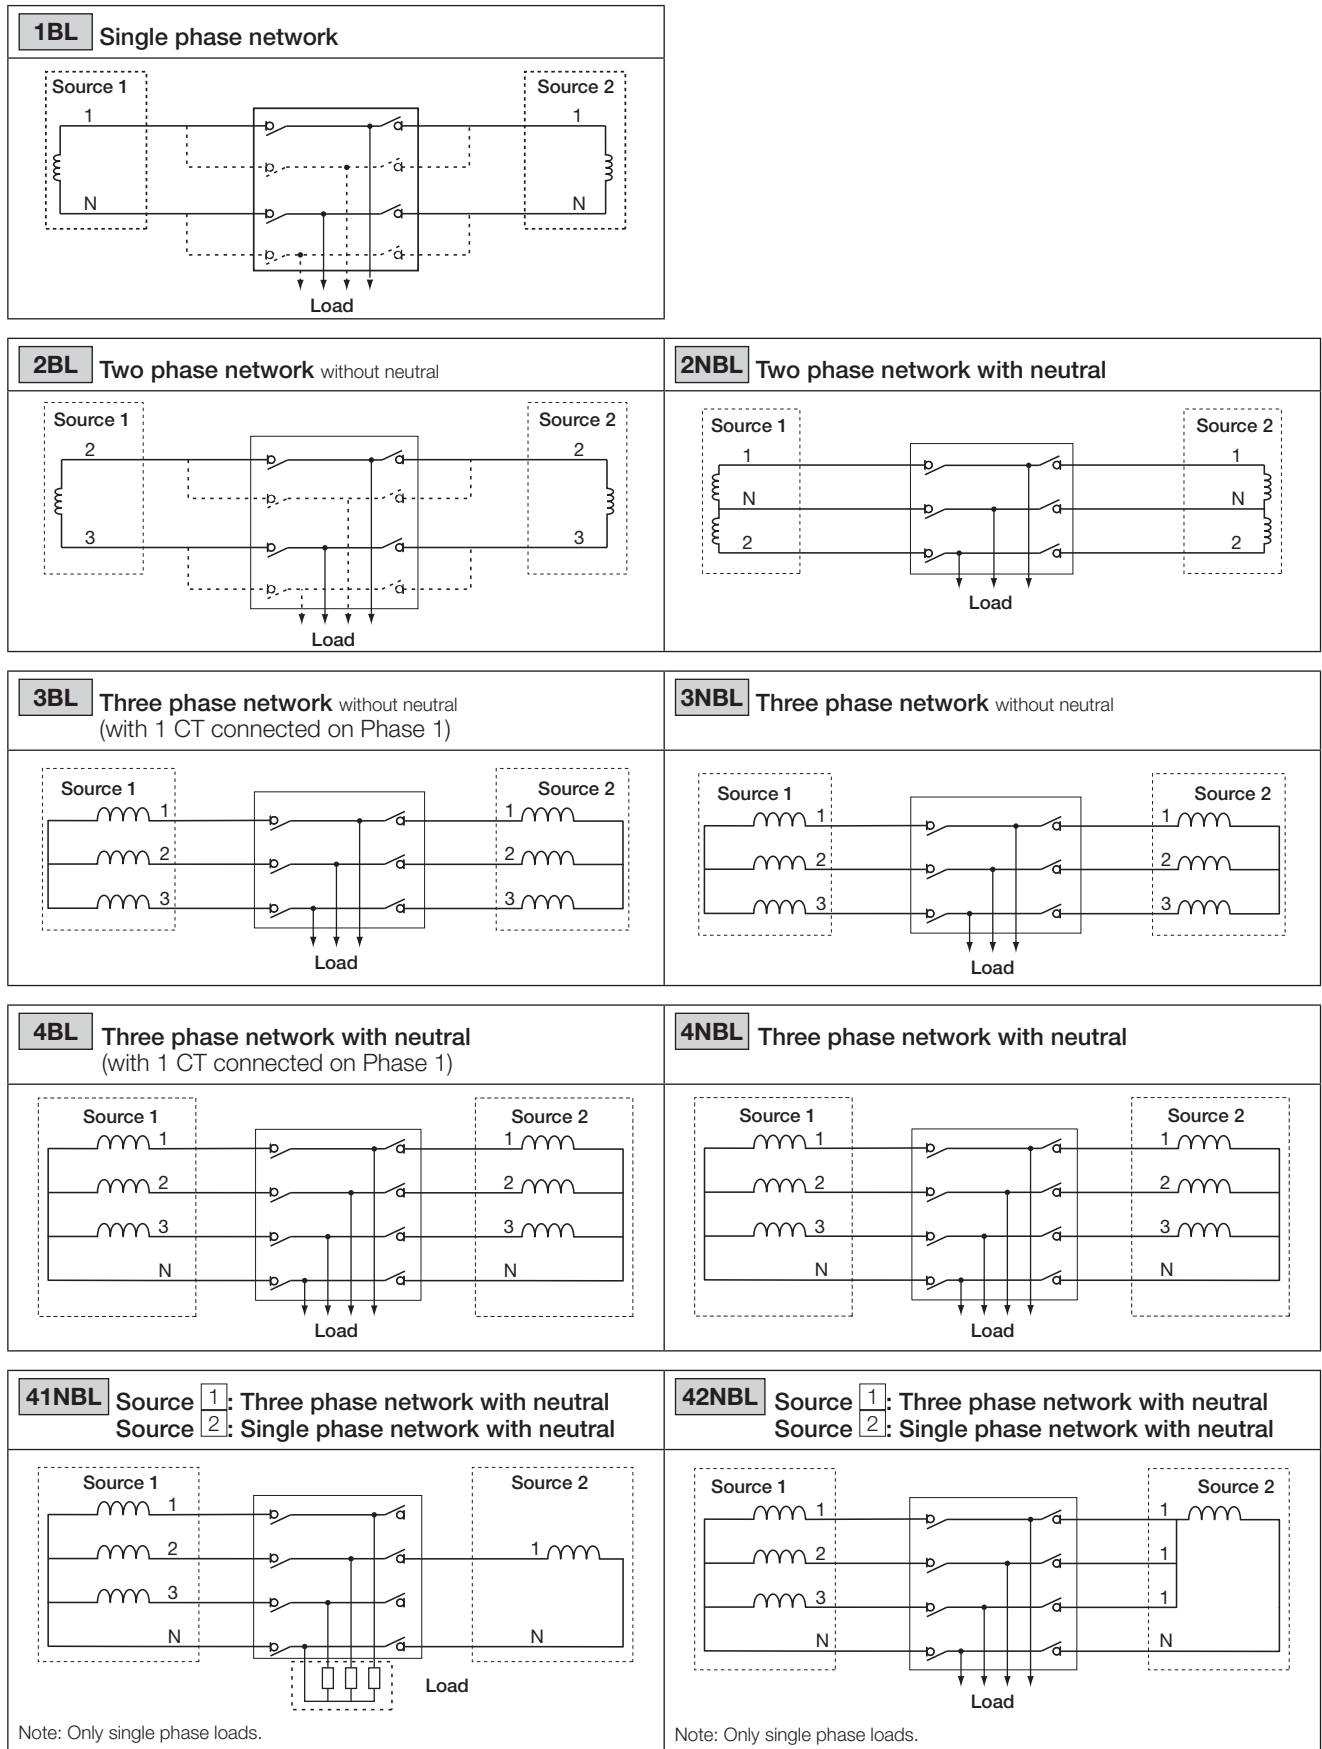 1BL Single phase network
Source 1 Source 2
1 1
N N
Load
2BL Two phase network without neutral
Source 1 Source 2
2 2
3 3
Load
2NBL Two phase network with neutral
Source 1 Source 2
1 1
N N
2 2
Load
3BL Three phase network without neutral
(with 1 CT connected on Phase 1)
Source 1 Source 2
1 1
2 2
3 3
Load
3NBL Three phase network without neutral
Source 1 Source 2
1 1
2 2
3 3
Load
4BL Three phase network with neutral
(with 1 CT connected on Phase 1)
Source 1 Source 2
1 1
2 2
3 3
N N
Load
4NBL Three phase network with neutral
Source 1 Source 2
1 1
2 2
3 3
N N
Load
41NBL Source 1: Three phase network with neutral
Source 2: Single phase network with neutral
Source 1 Source 2
1
2 1
3
N N
Load
Note: Only single phase loads.
42NBL Source 1: Three phase network with neutral
Source 2: Single phase network with neutral
Source 1 Source 2
1 1
2 1
3 1
N N
Load
Note: Only single phase loads.